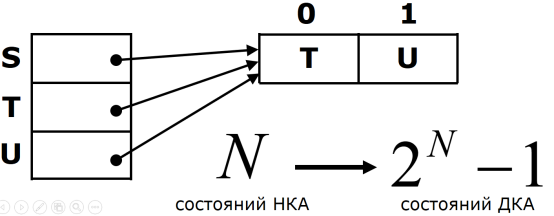 0 1
S
T U
T
U
N → 2^N − 1
состояний НКА состояний ДКА